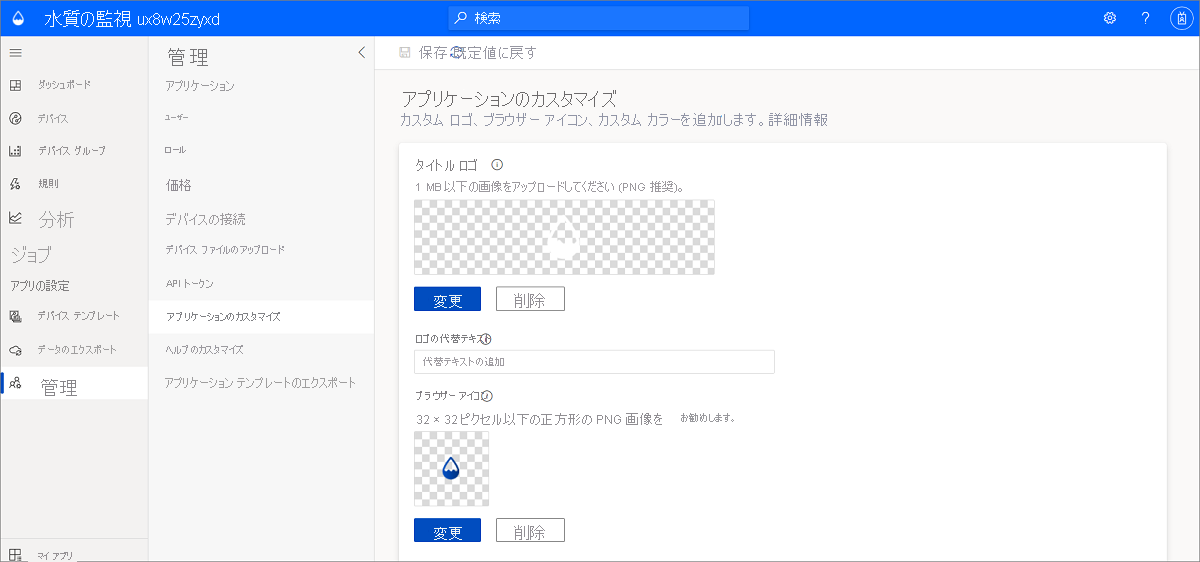 水質の監視 ux8w25zyxd
検索
?
ダッシュボード
デバイス
デバイス グループ
規則
分析
ジョブ
アプリの設定
デバイス テンプレート
データのエクスポート
管理
マイ アプリ
管理
アプリケーション
ユーザー
ロール
価格
デバイスの接続
デバイス ファイルのアップロード
API トークン
アプリケーションのカスタマイズ
ヘルプのカスタマイズ
アプリケーション テンプレートのエクスポート
保存 既定値に戻す
アプリケーションのカスタマイズ
カスタム ロゴ、ブラウザー アイコン、カスタム カラーを追加します。詳細情報
タイトル ロゴ
1 MB以下の画像をアップロードしてください (PNG 推奨)。
変更 削除
ロゴの代替テキスト
代替テキストの追加
ブラウザー アイコン
32 × 32ピクセル以下の正方形の PNG 画像を お勧めします。
変更 削除